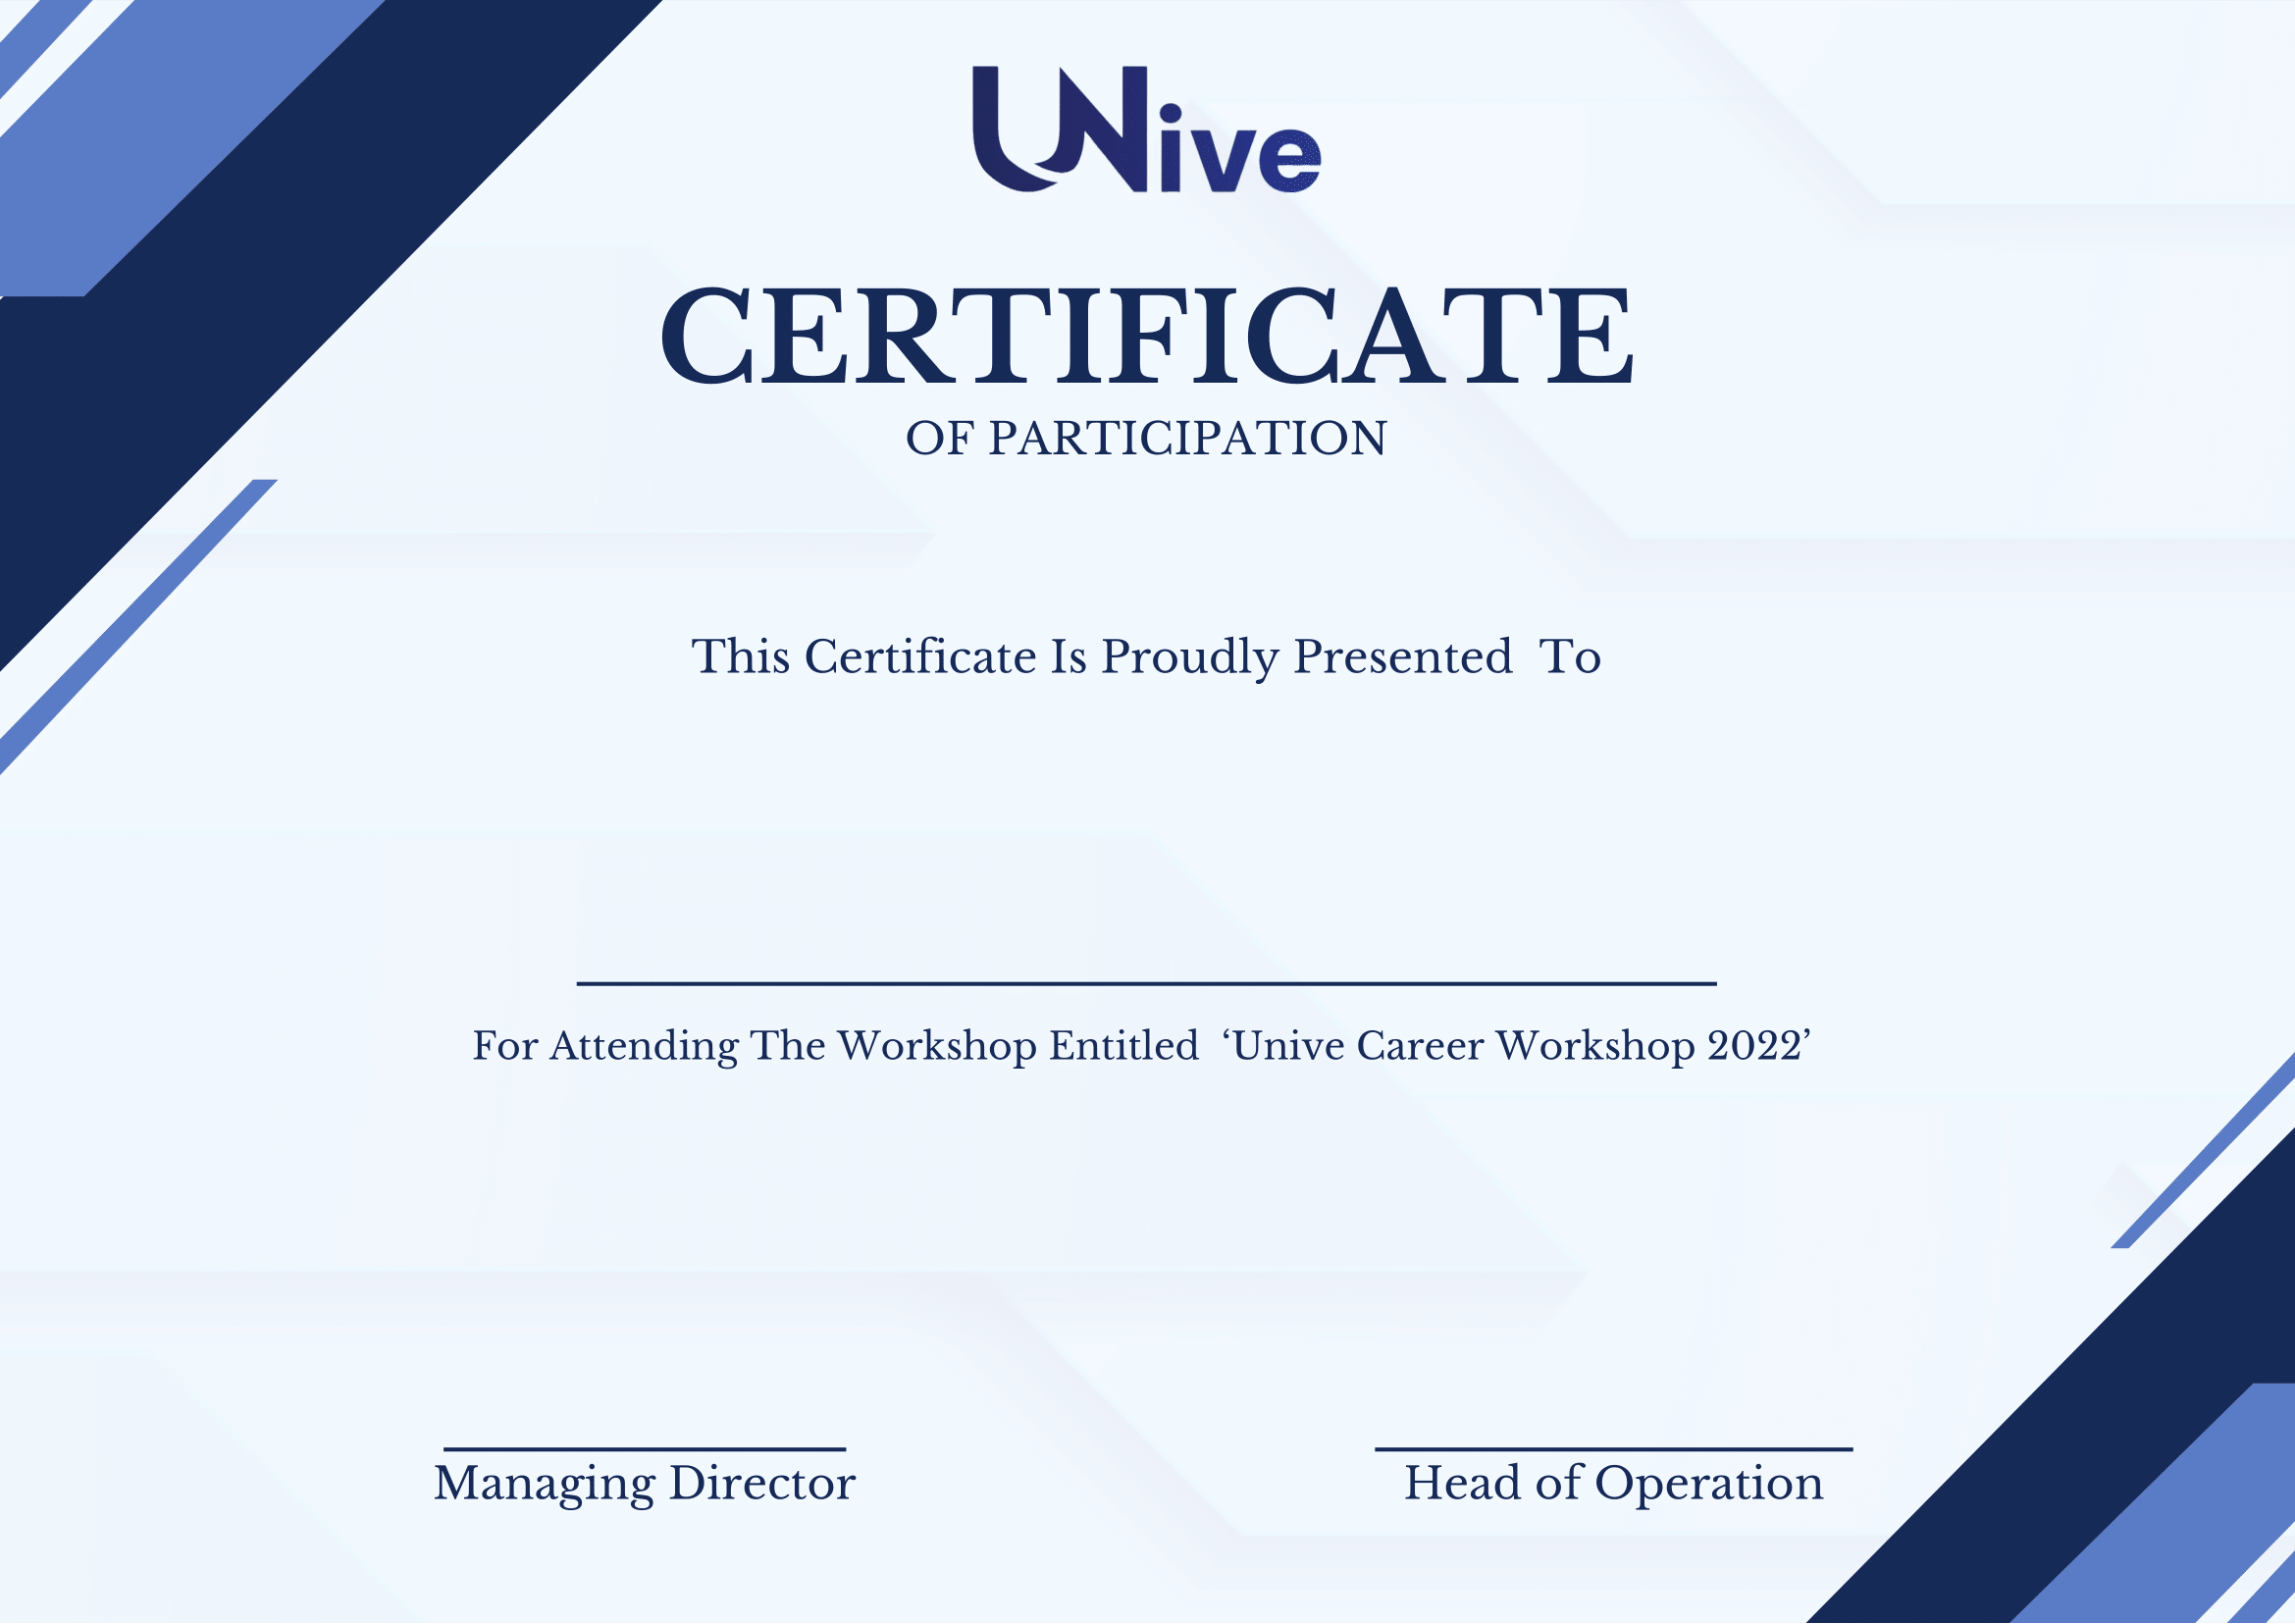 UNive
CERTIFICATE
OF PARTICIPATION
This Certificate Is Proudly Presented  To
For Attending The Workshop Entitled  ‘Unive Career Workshop 2022’
Managing Director
Head of Operation